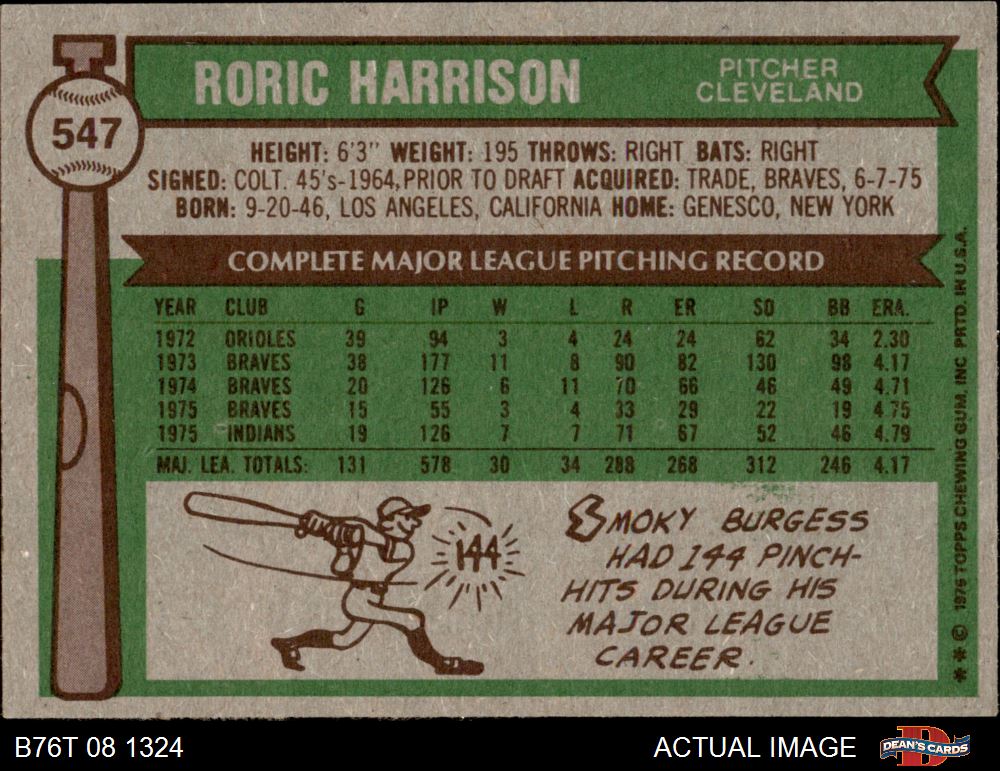 547
RORIC HARRISON
PITCHER
CLEVELAND
HEIGHT: 6'3" WEIGHT: 195 THROWS: RIGHT BATS: RIGHT
SIGNED: COLT. 45's-1964, PRIOR TO DRAFT ACQUIRED: TRADE, BRAVES, 6-7-75
BORN: 9-20-46, LOS ANGELES, CALIFORNIA HOME: GENESCO, NEW YORK
COMPLETE MAJOR LEAGUE PITCHING RECORD
YEAR CLUB G IP W L R ER SO BB ERA.
1972 ORIOLES 39 94 3 4 24 24 62 34 2.30
1973 BRAVES 38 177 11 8 90 82 130 98 4.17
1974 BRAVES 20 126 6 11 70 66 46 49 4.71
1975 BRAVES 15 55 3 4 33 29 22 19 4.75
1975 INDIANS 19 126 7 7 71 67 52 46 4.79
MAJ. LEA. TOTALS: 131 578 30 34 288 268 312 246 4.17
144
SMOKY BURGESS
HAD 144 PINCH-
HITS DURING HIS
MAJOR LEAGUE
CAREER.
* * © 1976 TOPPS CHEWING GUM, INC. PRTD. IN U.S.A.
B76T 08 1324
ACTUAL IMAGE
DEAN'S CARDS